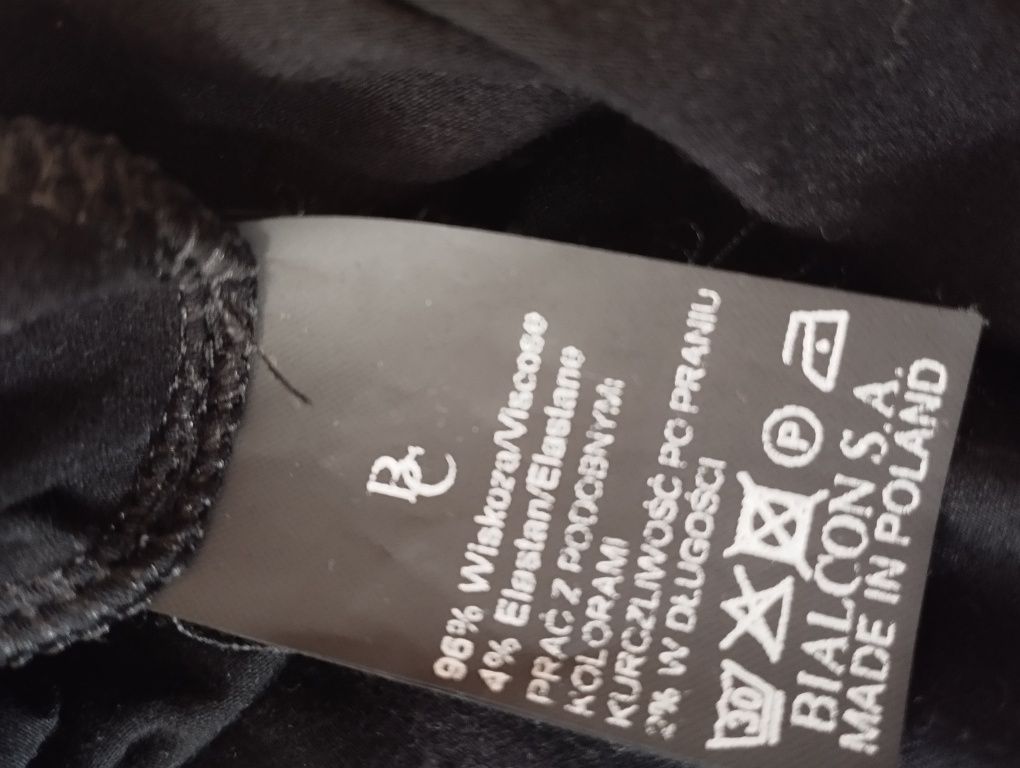 BC
96% Wiskoza/Viscose
4% Elastan/Elastane
PRAĆ Z PODOBNYMI
KOLORAMI
KURCZLIWOŚĆ PO PRANIU
% W DŁUGOŚCI
30 P
BIALCON S.A.
MADE IN POLAND